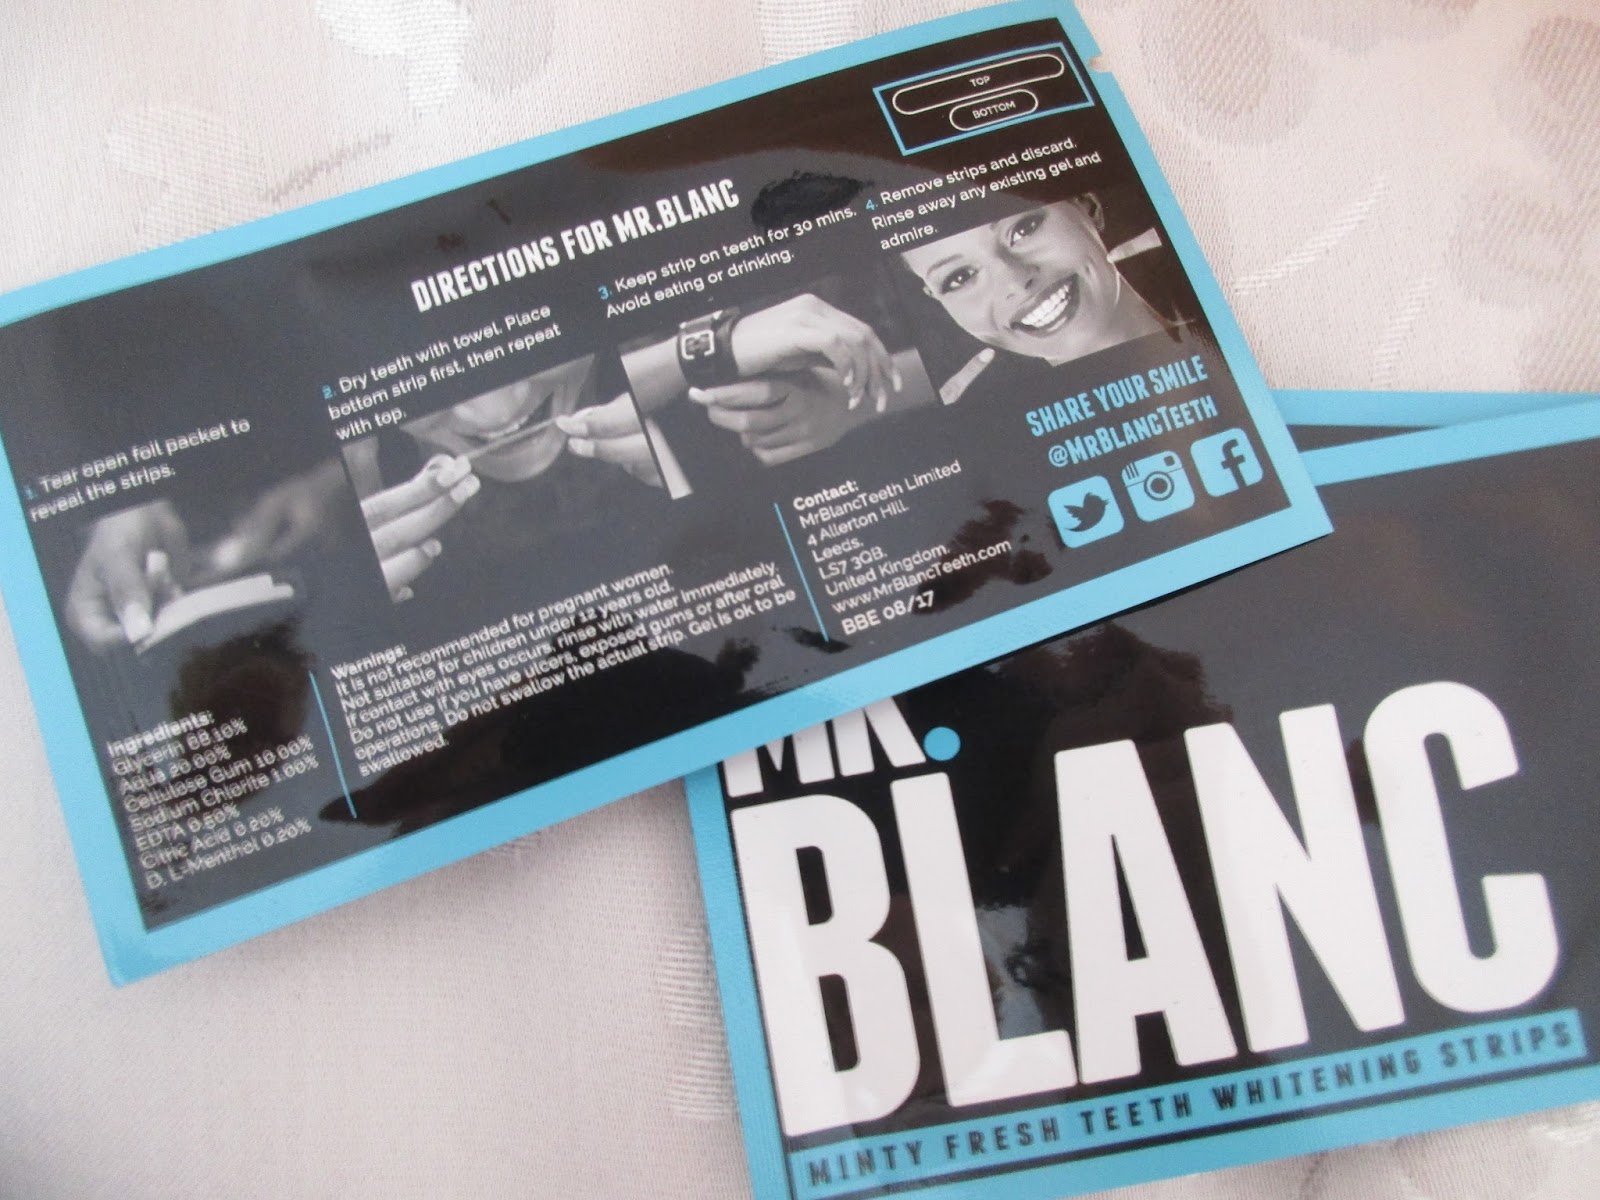 TOP
BOTTOM
DIRECTIONS FOR MR.BLANC
1. Tear open foil packet to
reveal the strips.
2. Dry teeth with towel. Place
bottom strip first, then repeat
with top.
3. Keep strip on teeth for 30 mins.
Avoid eating or drinking.
4. Remove strips and discard.
Rinse away any existing gel and
admire.
SHARE YOUR SMILE
@MRBLANCTEETH
f
Ingredients:
Glycerin 68.10%
Aqua 20.00%
Cellulose Gum 10.00%
Sodium Chlorite 1.00%
EDTA 0.50%
Citric Acid 0.20%
D. L-Menthol 0.20%
Warnings:
It is not recommended for pregnant women.
Not suitable for children under 12 years old.
If contact with eyes occurs, rinse with water immediately.
Do not use if you have ulcers, exposed gums or after oral
operations. Do not swallow the actual strip. Gel is ok to be
swallowed.
Contact:
MrBlancTeeth Limited
4 Allerton Hill.
Leeds.
LS7 3QB.
United Kingdom.
www.MrBlancTeeth.com
BBE 08/17
MR.
BLANC
MINTY FRESH TEETH WHITENING STRIPS